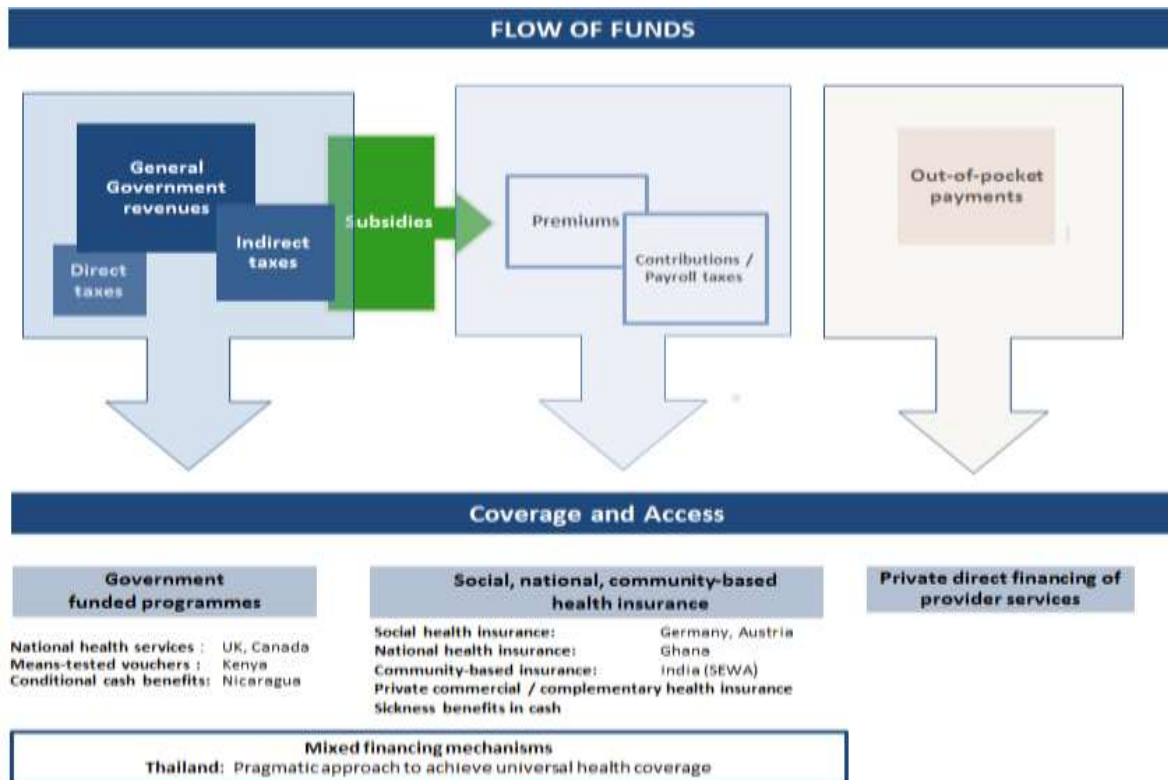 FLOW OF FUNDS
General
Government
revenues
Indirect
taxes
Direct
taxes
Subsidies
Premiums
Contributions /
Payroll taxes
Out-of-pocket
payments
Coverage and Access
Government
funded programmes
National health services : UK, Canada
Means-tested vouchers : Kenya
Conditional cash benefits: Nicaragua
Social, national, community-based
health insurance
Social health insurance: Germany, Austria
National health insurance: Ghana
Community-based insurance: India (SEWA)
Private commercial / complementary health insurance
Sickness benefits in cash
Private direct financing of
provider services
Mixed financing mechanisms
Thailand: Pragmatic approach to achieve universal health coverage